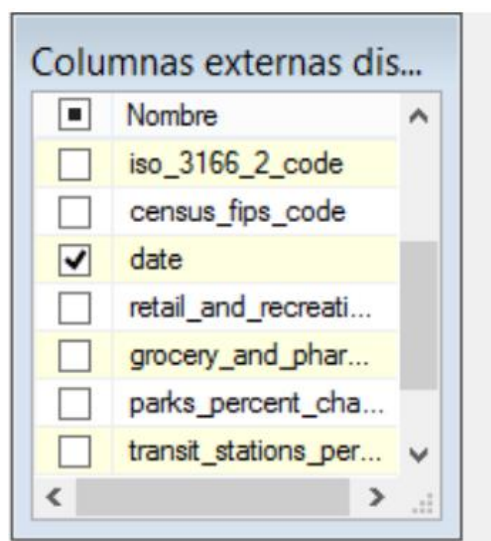 Columnas externas dis...
Nombre
iso_3166_2_code
census_fips_code
date
retail_and_recreati...
grocery_and_phar...
parks_percent_cha...
transit_stations_per...